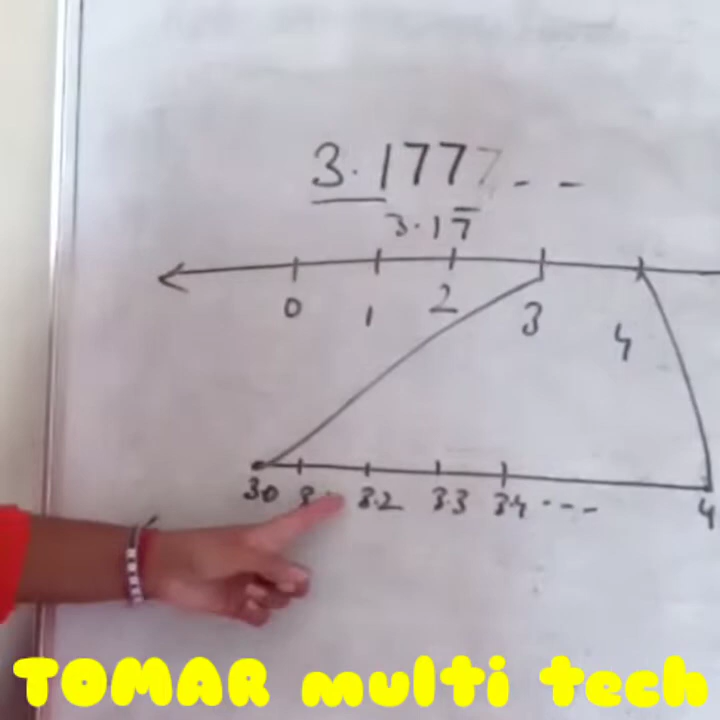 3.1777 - -
3.17̅
0 1 2 3 4
3.0 3.2 3.3 3.4 - - - 4
TOMAR multi tech